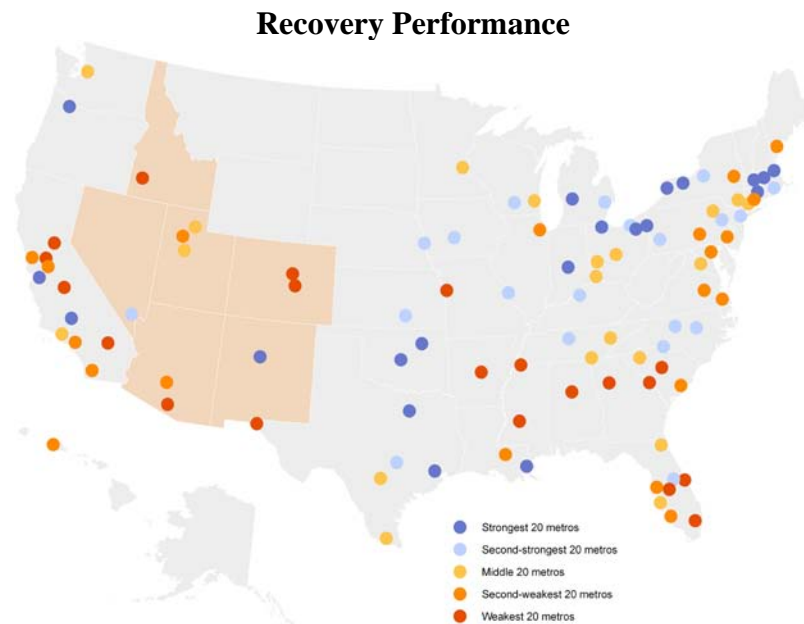 Recovery Performance
Strongest 20 metros
Second-strongest 20 metros
Middle 20 metros
Second-weakest 20 metros
Weakest 20 metros